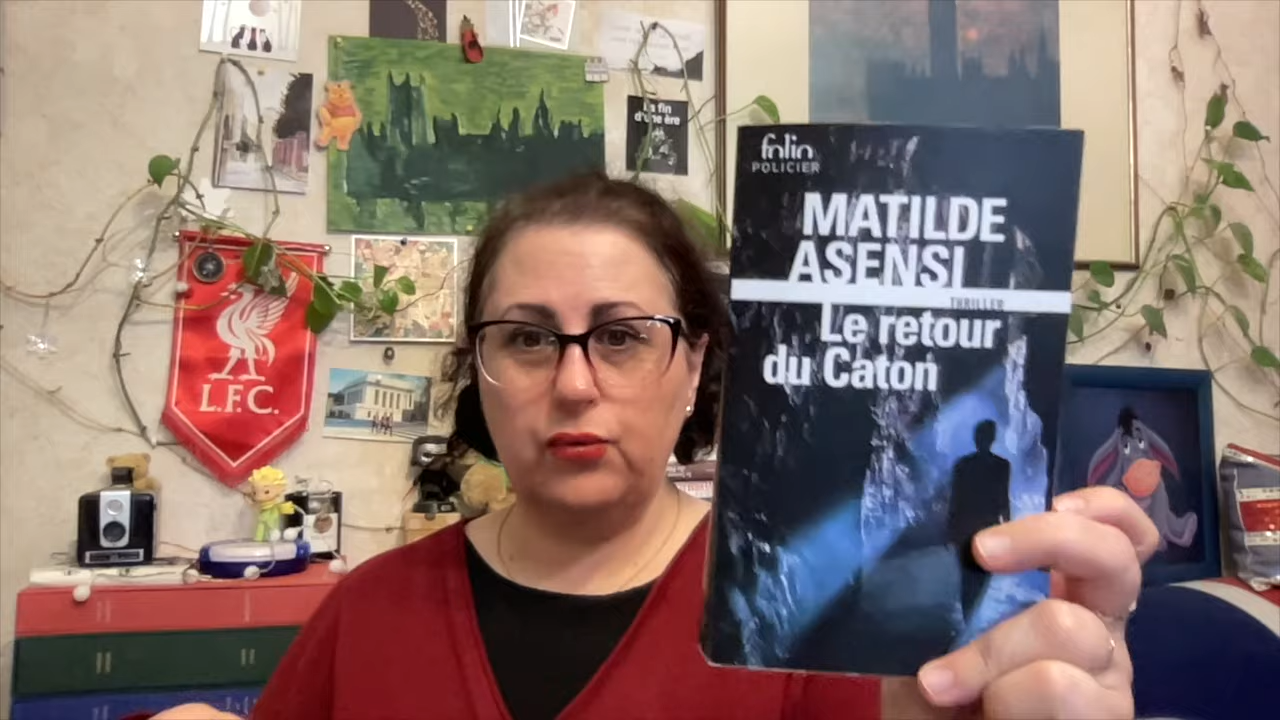 La fin
d'une ère
folio
POLICIER
MATILDE
ASENSI
THRILLER
Le retour
du Caton
L.F.C.